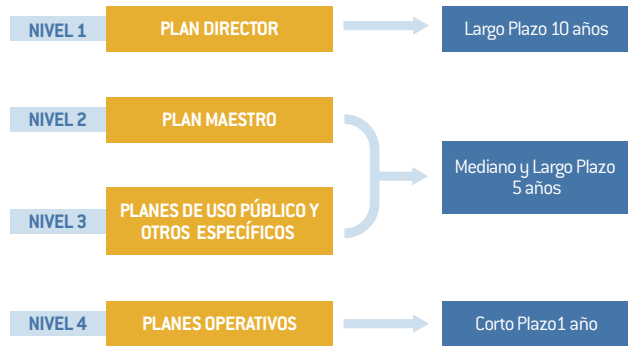 NIVEL 1
PLAN DIRECTOR
Largo Plazo 10 años
NIVEL 2
PLAN MAESTRO
Mediano y Largo Plazo
5 años
NIVEL 3
PLANES DE USO PÚBLICO Y
OTROS ESPECÍFICOS
NIVEL 4
PLANES OPERATIVOS
Corto Plazo1 año